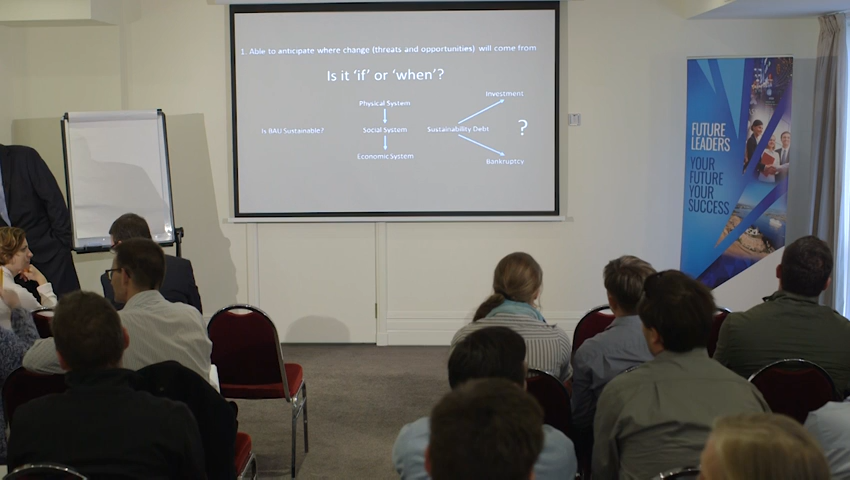 1. Able to anticipate where change (threats and opportunities) will come from
Is it 'if' or 'when'?
Investment
Physical System
Is BAU Sustainable?
Social System
Sustainability Debt
?
Economic System
Bankruptcy
FUTURE
LEADERS
YOUR
FUTURE
YOUR
SUCCESS